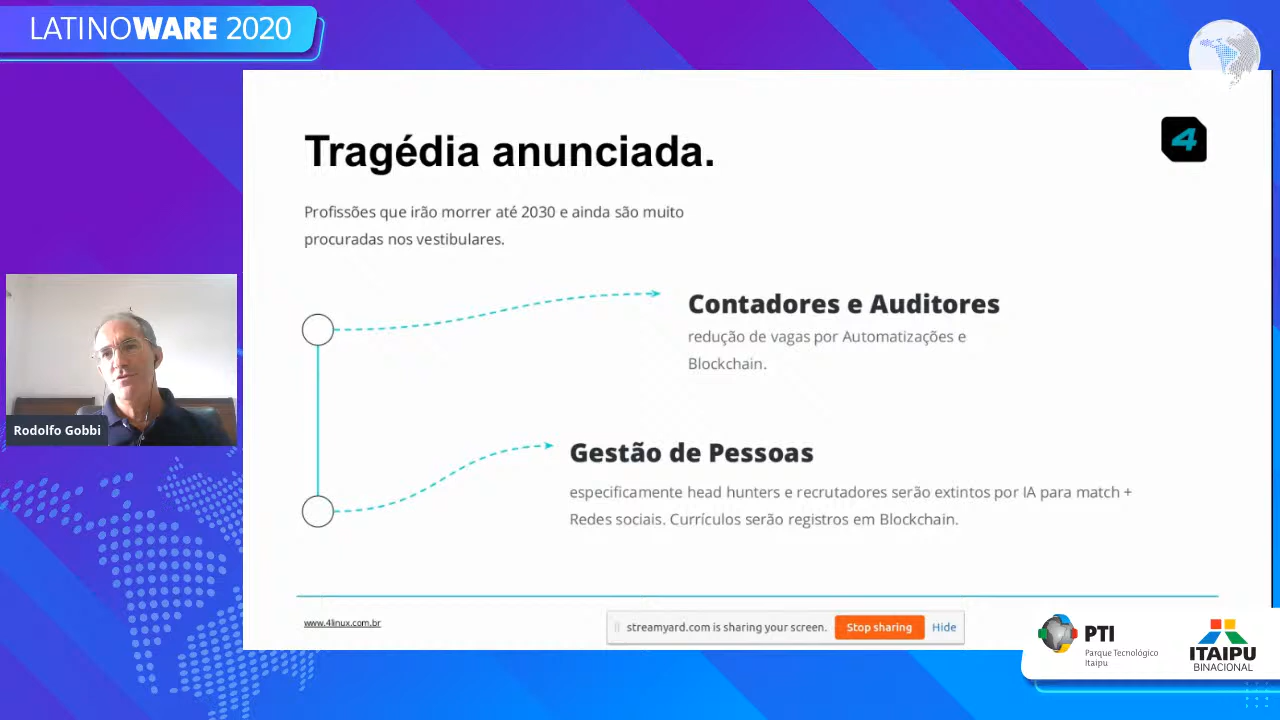 LATINOWARE 2020
Tragédia anunciada.
4
Profissões que irão morrer até 2030 e ainda são muito
procuradas nos vestibulares.
Contadores e Auditores
redução de vagas por Automatizações e
Blockchain.
Rodolfo Gobbi
Gestão de Pessoas
especificamente head hunters e recrutadores serão extintos por IA para match +
Redes sociais. Currículos serão registros em Blockchain.
www.4linux.com.br
streamyard.com is sharing your screen.
Stop sharing
Hide
PTI
Parque Tecnológico
Itaipu
ITAIPU
BINACIONAL